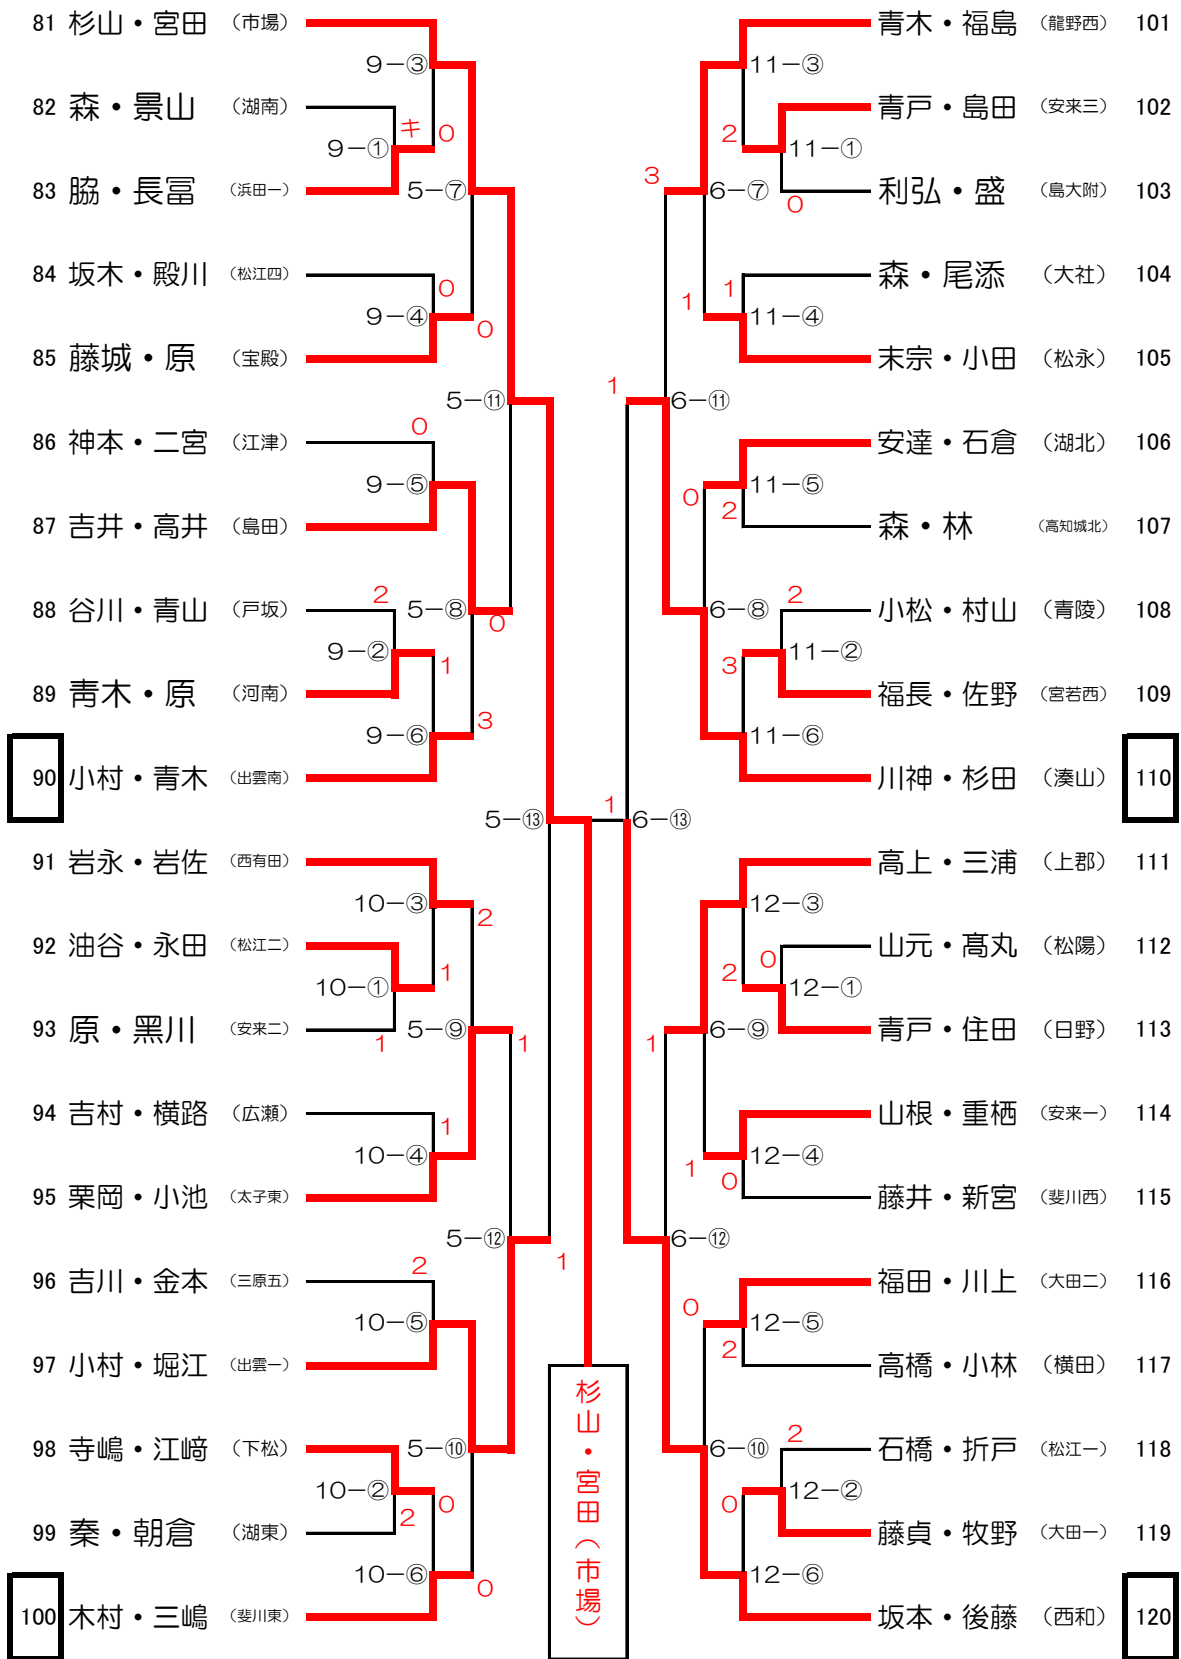 81 杉山・宮田 （市場）
9－③
82 森・景山 （湖南）
キ 0
9－①
83 脇・長冨 （浜田一）
5－⑦
84 坂木・殿川 （松江四）
0
9－④
0
85 藤城・原 （宝殿）
5－⑪
86 神本・二宮 （江津）
0
9－⑤
87 吉井・高井 （島田）
88 谷川・青山 （戸坂）
2
5－⑧
0
9－②
1
89 青木・原 （河南）
3
9－⑥
90 小村・青木 （出雲南）
5－⑬
91 岩永・岩佐 （西有田）
10－③
2
92 油谷・永田 （松江二）
1
10－①
93 原・黒川 （安来二）
1
5－⑨
1
94 吉村・横路 （広瀬）
1
10－④
95 栗岡・小池 （太子東）
5－⑫
1
96 吉川・金本 （三原五）
2
10－⑤
97 小村・堀江 （出雲一）
98 寺嶋・江﨑 （下松）
5－⑩
10－②
2
0
99 秦・朝倉 （湖東）
10－⑥
0
100 木村・三嶋 （斐川東）
杉山・宮田（市場）
青木・福島 （龍野西） 101
11－③
青戸・島田 （安来三） 102
2
11－①
利弘・盛 （島大附） 103
0
3
6－⑦
森・尾添 （大社） 104
1
1
11－④
末宗・小田 （松永） 105
1
6－⑪
安達・石倉 （湖北） 106
0
11－⑤
2
森・林 （高知城北） 107
小松・村山 （青陵） 108
2
6－⑧
3
11－②
福長・佐野 （宮若西） 109
11－⑥
川神・杉田 （湊山） 110
1
6－⑬
高上・三浦 （上郡） 111
12－③
山元・髙丸 （松陽） 112
2
0
12－①
青戸・住田 （日野） 113
1
6－⑨
山根・重栖 （安来一） 114
1
12－④
0
藤井・新宮 （斐川西） 115
6－⑫
福田・川上 （大田二） 116
0
12－⑤
2
高橋・小林 （横田） 117
石橋・折戸 （松江一） 118
2
6－⑩
0
12－②
藤貞・牧野 （大田一） 119
12－⑥
坂本・後藤 （西和） 120